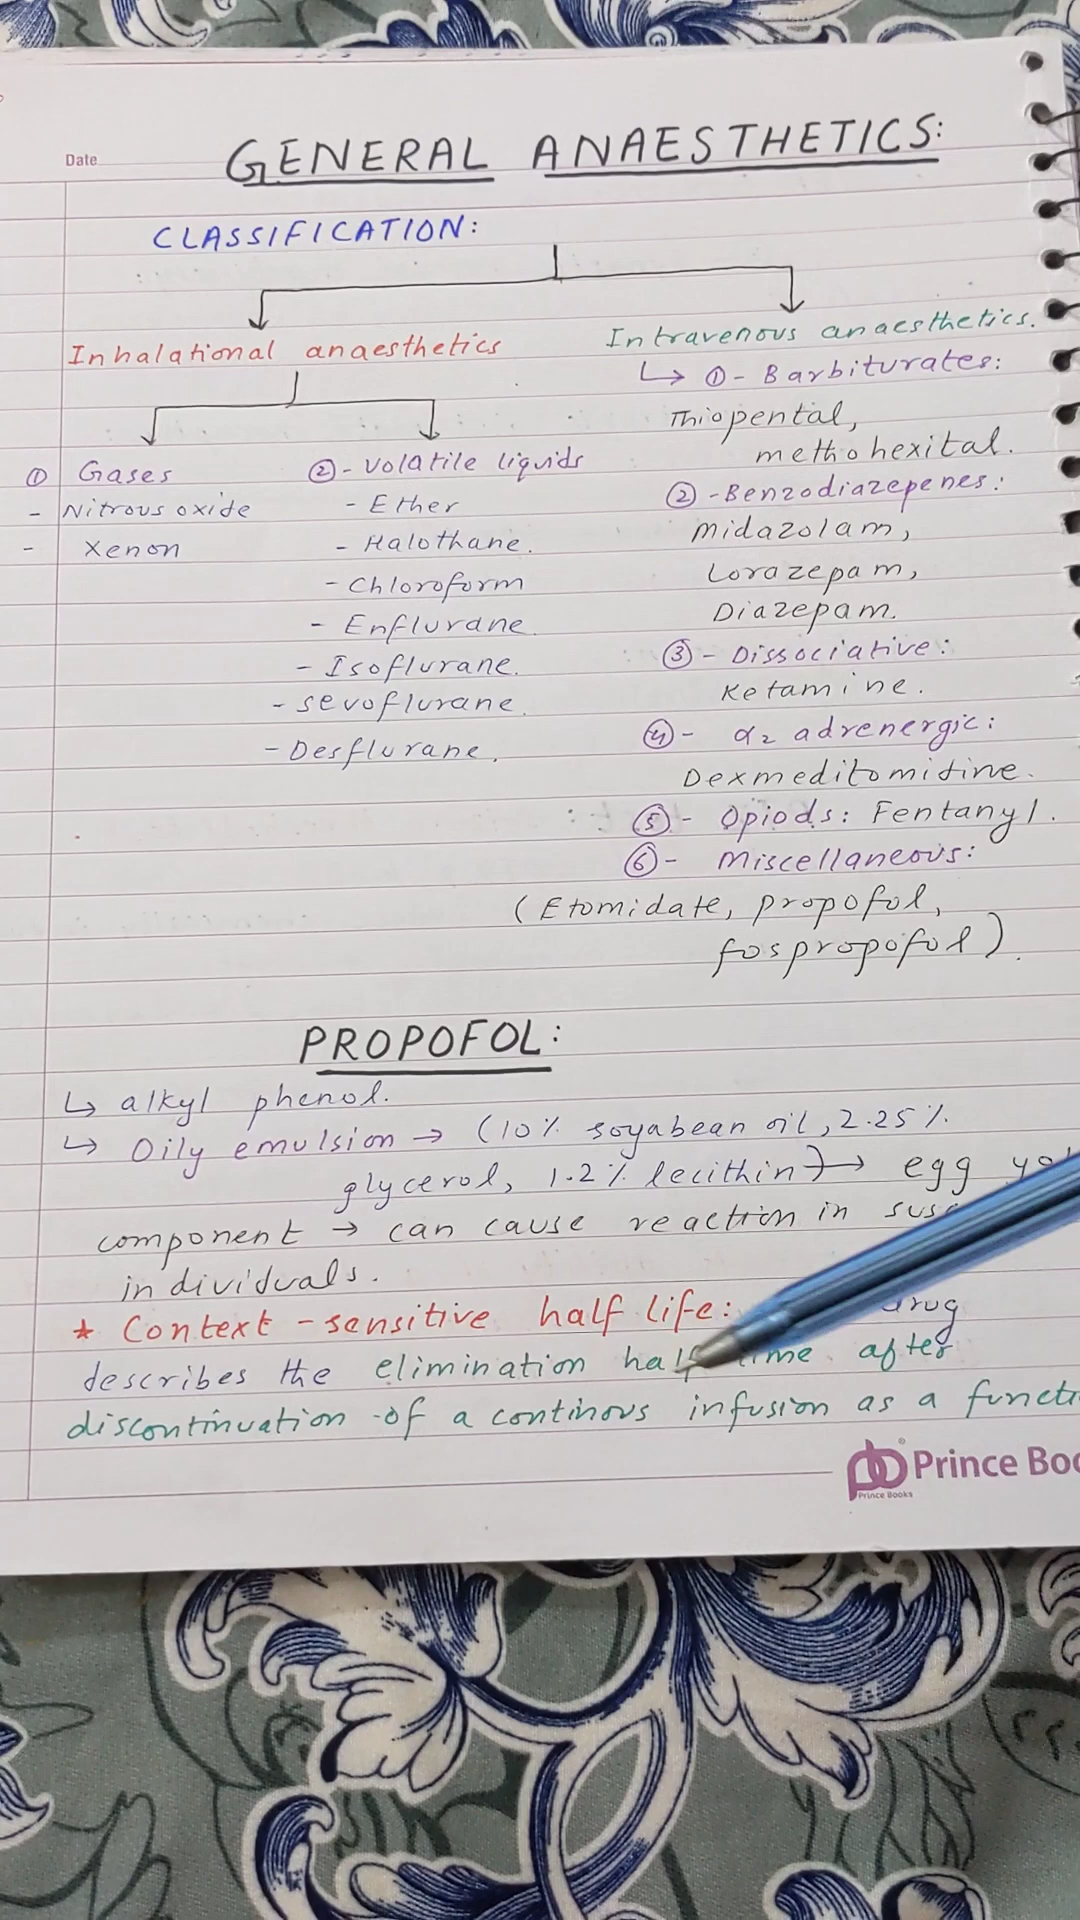 Date
GENERAL ANAESTHETICS:
CLASSIFICATION:
Inhalational anaesthetics
① Gases
- Nitrous oxide
- Xenon
②- Volatile liquids
- Ether
- Halothane.
- Chloroform
- Enflurane.
- Isoflurane.
- sevoflurane.
- Desflurane.
Intravenous anaesthetics.
↳ ①- Barbiturates:
Thiopental,
methohexital.
②-Benzodiazepenes:
midazolam,
Lorazepam,
Diazepam.
③- Dissociative:
Ketamine.
④- α2 adrenergic:
Dexmeditomidine.
⑤- Opiods: Fentanyl.
⑥- Miscellaneous:
(Etomidate, propofol,
fospropofol).
PROPOFOL:
↳ alkyl phenol.
↳ Oily emulsion → (10% soyabean oil, 2.25%
glycerol, 1.2% lecithin) → egg
component → can cause reaction in
individuals.
* Context-sensitive half life: drug
describes the elimination half time after
discontinuation of a continous infusion as a
Prince
Prince Books